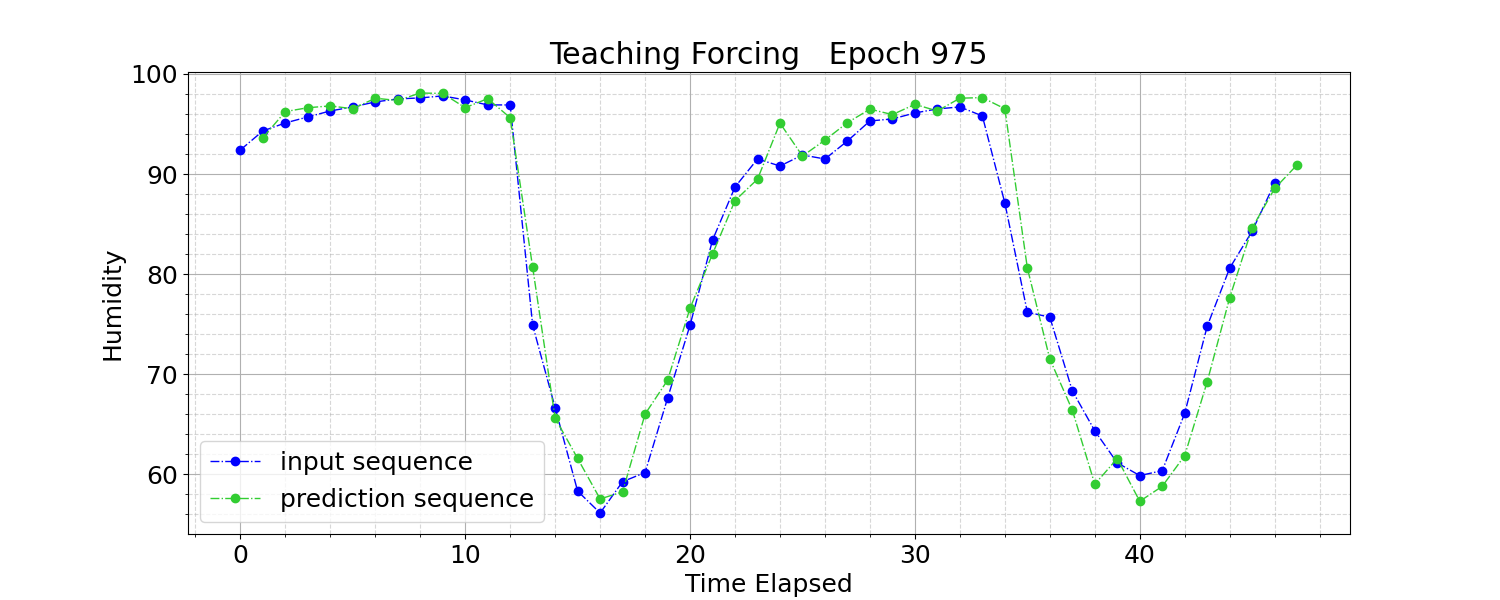 Teaching Forcing   Epoch 975
100
90
80
70
60
Humidity
input sequence
prediction sequence
0 10 20 30 40
Time Elapsed